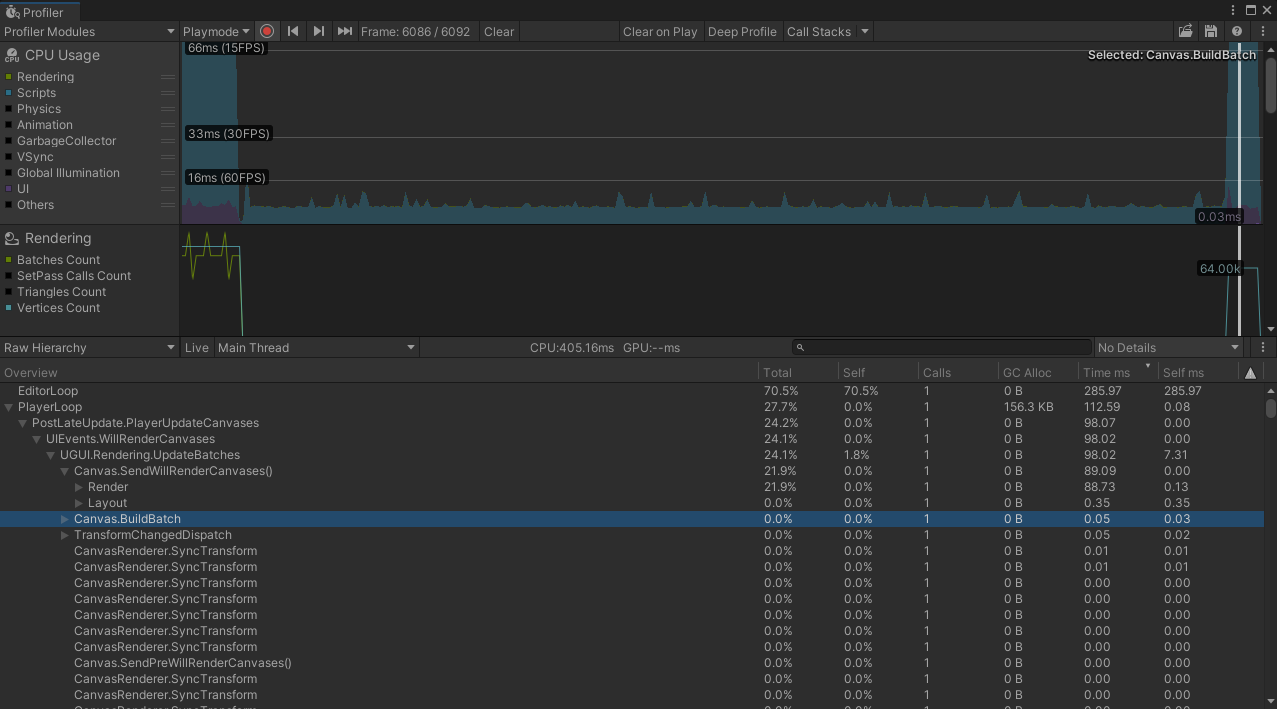 Profiler
Profiler Modules Playmode Frame: 6086 / 6092 Clear Clear on Play Deep Profile Call Stacks
CPU Usage
CPU
Rendering
Scripts
Physics
Animation
GarbageCollector
VSync
Global Illumination
UI
Others
66ms (15FPS)
Selected: Canvas.BuildBatch
33ms (30FPS)
16ms (60FPS)
0.03ms
Rendering
Batches Count
SetPass Calls Count
Triangles Count
Vertices Count
64.00k
Raw Hierarchy Live Main Thread CPU:405.16ms GPU:--ms No Details
Overview Total Self Calls GC Alloc Time ms Self ms
EditorLoop 70.5% 70.5% 1 0 B 285.97 285.97
PlayerLoop 27.7% 0.0% 1 156.3 KB 112.59 0.08
PostLateUpdate.PlayerUpdateCanvases 24.2% 0.0% 1 0 B 98.07 0.00
UIEvents.WillRenderCanvases 24.1% 0.0% 1 0 B 98.02 0.00
UGUI.Rendering.UpdateBatches 24.1% 1.8% 1 0 B 98.02 7.31
Canvas.SendWillRenderCanvases() 21.9% 0.0% 1 0 B 89.09 0.00
Render 21.9% 0.0% 1 0 B 88.73 0.13
Layout 0.0% 0.0% 1 0 B 0.35 0.35
Canvas.BuildBatch 0.0% 0.0% 1 0 B 0.05 0.03
TransformChangedDispatch 0.0% 0.0% 1 0 B 0.05 0.02
CanvasRenderer.SyncTransform 0.0% 0.0% 1 0 B 0.01 0.01
CanvasRenderer.SyncTransform 0.0% 0.0% 1 0 B 0.01 0.01
CanvasRenderer.SyncTransform 0.0% 0.0% 1 0 B 0.00 0.00
CanvasRenderer.SyncTransform 0.0% 0.0% 1 0 B 0.00 0.00
CanvasRenderer.SyncTransform 0.0% 0.0% 1 0 B 0.00 0.00
CanvasRenderer.SyncTransform 0.0% 0.0% 1 0 B 0.00 0.00
CanvasRenderer.SyncTransform 0.0% 0.0% 1 0 B 0.00 0.00
Canvas.SendPreWillRenderCanvases() 0.0% 0.0% 1 0 B 0.00 0.00
CanvasRenderer.SyncTransform 0.0% 0.0% 1 0 B 0.00 0.00
CanvasRenderer.SyncTransform 0.0% 0.0% 1 0 B 0.00 0.00